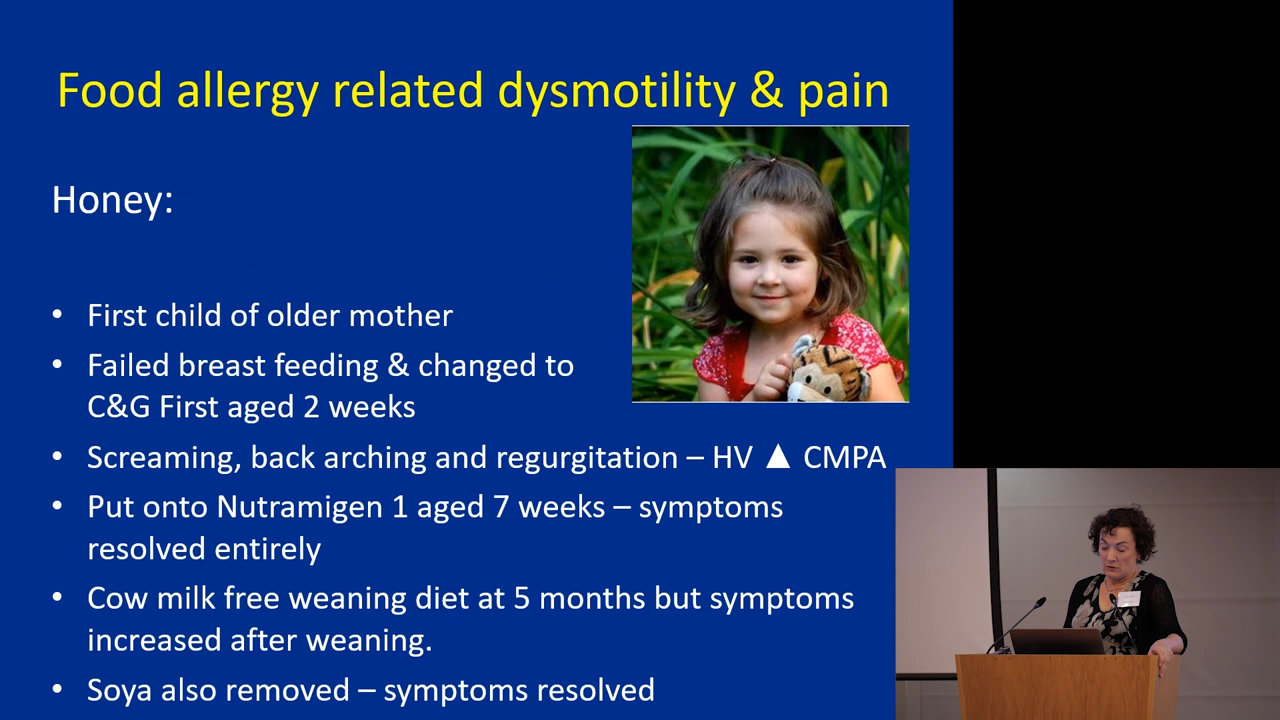 Food allergy related dysmotility & pain
Honey:
• First child of older mother
• Failed breast feeding & changed to
C&G First aged 2 weeks
• Screaming, back arching and regurgitation – HV ▲ CMPA
• Put onto Nutramigen 1 aged 7 weeks – symptoms
resolved entirely
• Cow milk free weaning diet at 5 months but symptoms
increased after weaning.
• Soya also removed – symptoms resolved